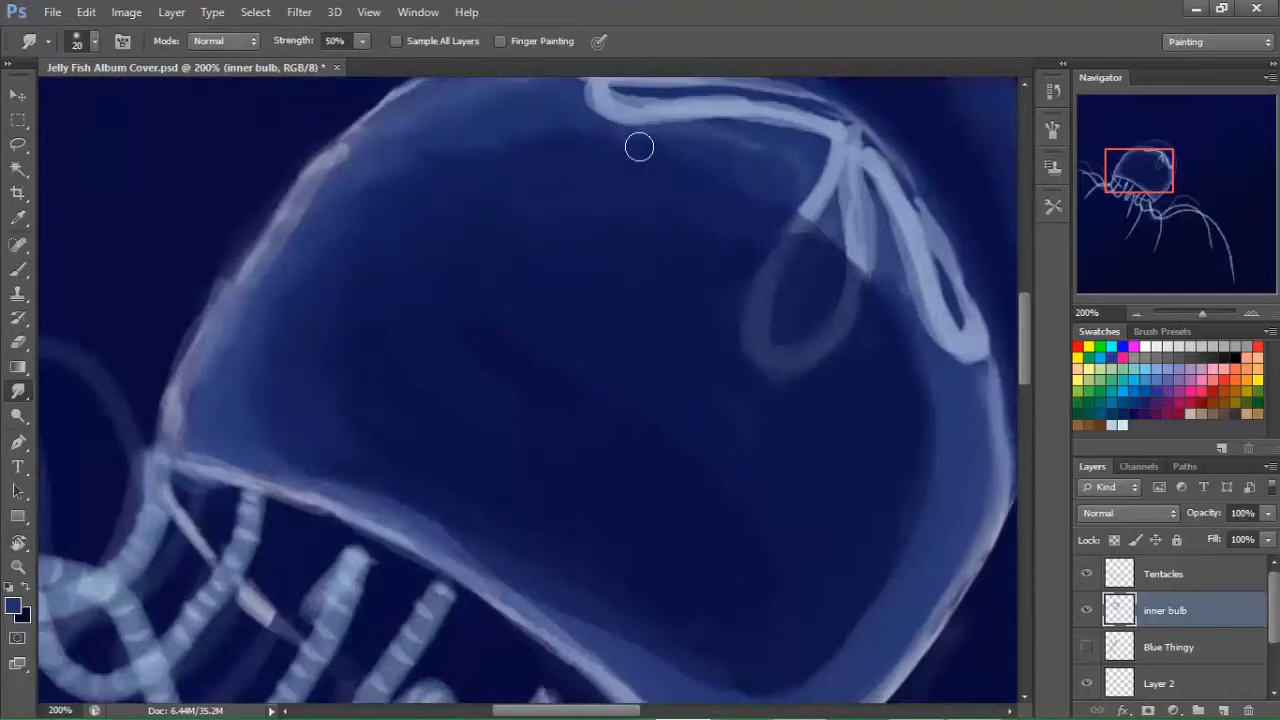 Ps File Edit Image Layer Type Select Filter 3D View Window Help
20 Mode: Normal Strength: 50% Sample All Layers Finger Painting Painting
Jelly Fish Album Cover.psd @ 200% (inner bulb, RGB/8) * ×
Navigator
200%
Swatches Brush Presets
Layers Channels Paths
Kind
Normal Opacity: 100%
Lock: Fill: 100%
Tentacles
inner bulb
Blue Thingy
Layer 2
200% Doc: 6.44M/35.2M